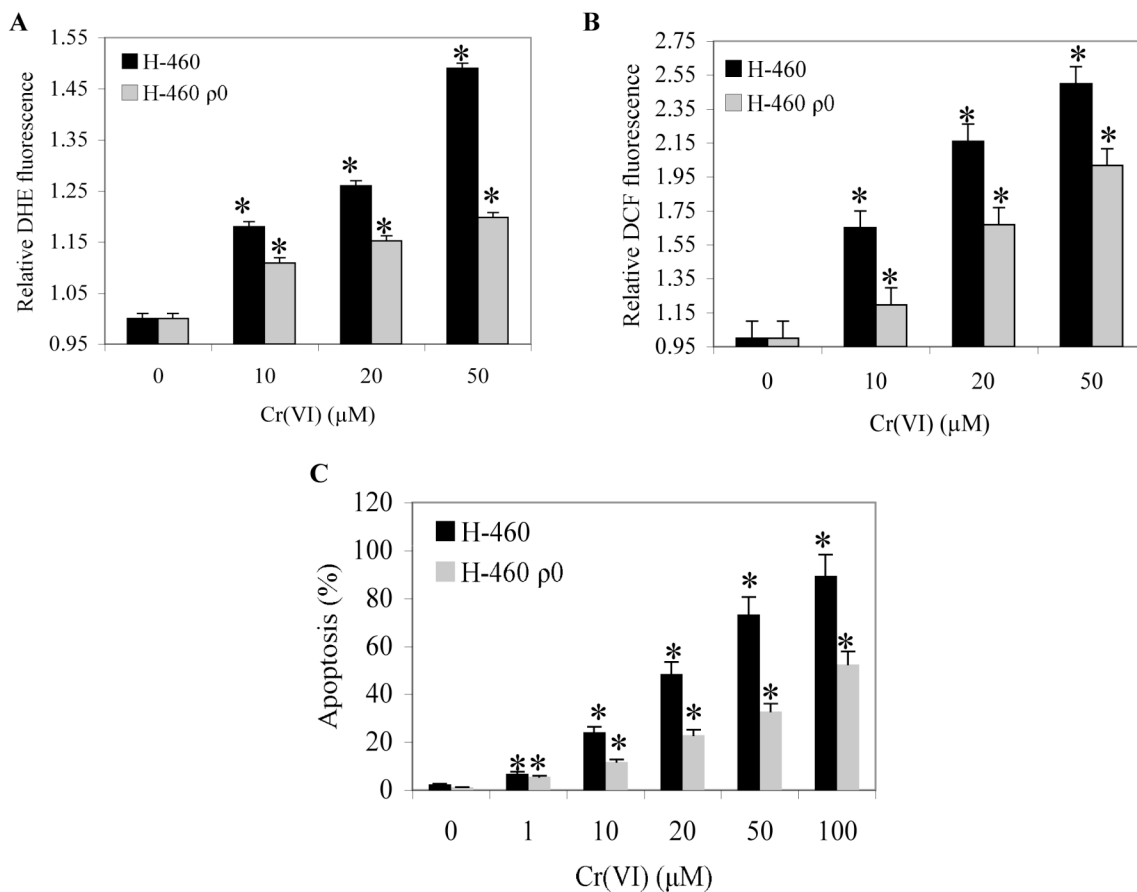 A
Relative DHE fluorescence
1.55
1.45
1.35
1.25
1.15
1.05
0.95
H-460
H-460 ρ0
* * * * * *
0 10 20 50
Cr(VI) (µM)
B
Relative DCF fluorescence
2.75
2.55
2.35
2.15
1.95
1.75
1.55
1.35
1.15
0.95
H-460
H-460 ρ0
* * * * * *
0 10 20 50
Cr(VI) (µM)
C
Apoptosis (%)
120
100
80
60
40
20
0
H-460
H-460 ρ0
* * * * * * * * * *
0 1 10 20 50 100
Cr(VI) (µM)